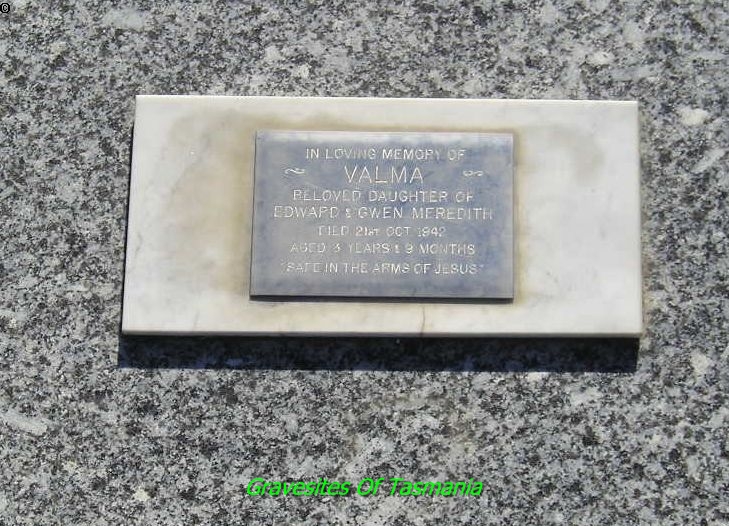 ©
IN LOVING MEMORY OF
VALMA
BELOVED DAUGHTER OF
EDWARD & GWEN MEREDITH
DIED 21ST OCT 1942
AGED 3 YEARS & 9 MONTHS
"SAFE IN THE ARMS OF JESUS"
Gravesites Of Tasmania